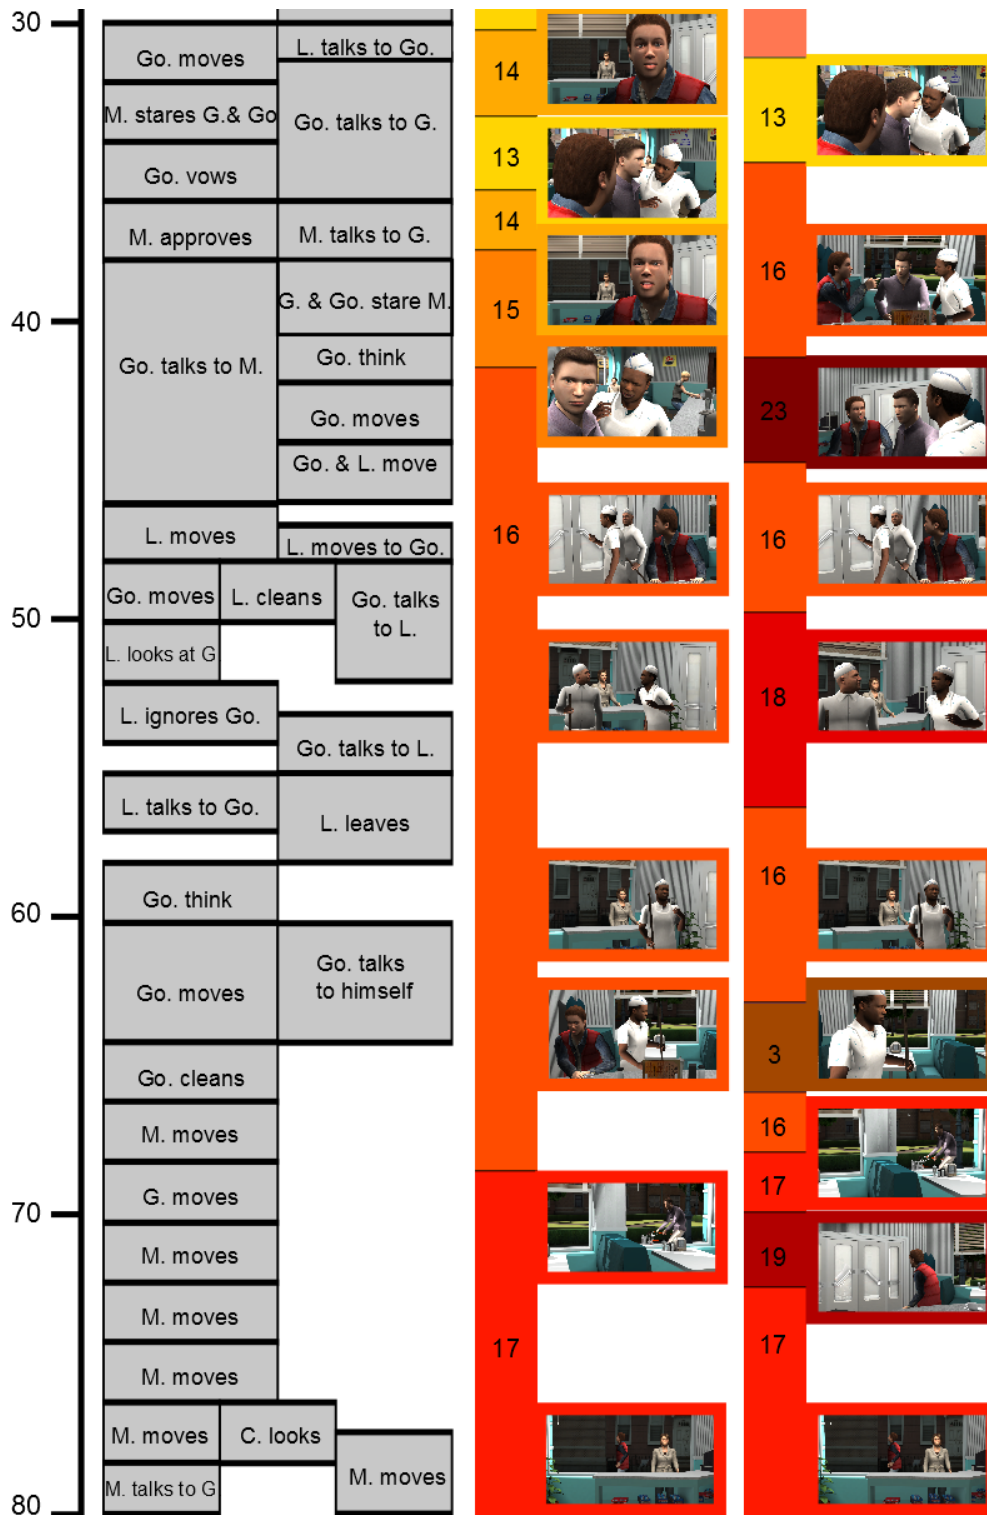 30
Go. moves
L. talks to Go.
14
M. stares G.& Go
Go. talks to G.
13
13
Go. vows
14
M. approves
M. talks to G.
16
40
G. & Go. stare M.
15
Go. talks to M.
Go. think
Go. moves
23
Go. & L. move
L. moves
L. moves to Go.
16
16
50
Go. moves
L. cleans
Go. talks
to L.
L. looks at G
18
L. ignores Go.
Go. talks to L.
L. talks to Go.
L. leaves
16
60
Go. think
Go. moves
Go. talks
to himself
3
Go. cleans
M. moves
16
70
G. moves
17
M. moves
19
M. moves
17
17
M. moves
M. moves
C. looks
M. moves
80
M. talks to G